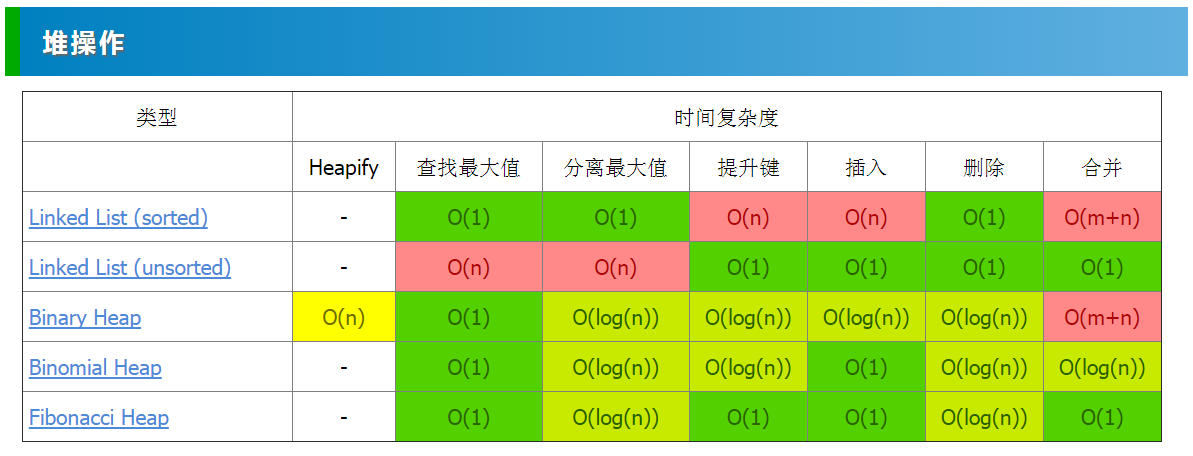 堆操作
类型 时间复杂度
Heapify 查找最大值 分离最大值 提升键 插入 删除 合并
Linked List (sorted) - O(1) O(1) O(n) O(n) O(1) O(m+n)
Linked List (unsorted) - O(n) O(n) O(1) O(1) O(1) O(1)
Binary Heap O(n) O(1) O(log(n)) O(log(n)) O(log(n)) O(log(n)) O(m+n)
Binomial Heap - O(1) O(log(n)) O(log(n)) O(1) O(log(n)) O(log(n))
Fibonacci Heap - O(1) O(log(n)) O(1) O(1) O(log(n)) O(1)